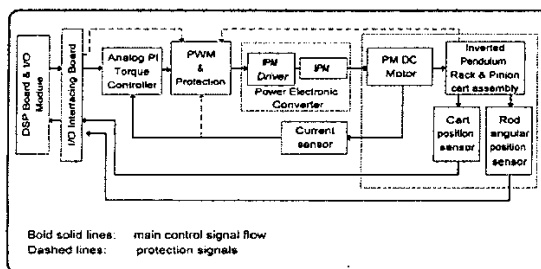 DSP Board & I/O
Module
I/O Interfacing Board
Analog PI
Torque
Controller
PWM
&
Protection
IPM
Driver
IPM
Power Electronic
Converter
PM DC
Motor
Inverted
Pendulum
Rack & Pinion
cart assembly
Current
sensor
Cart
position
sensor
Rod
angular
position
sensor
Bold solid lines: main control signal flow
Dashed lines: protection signals